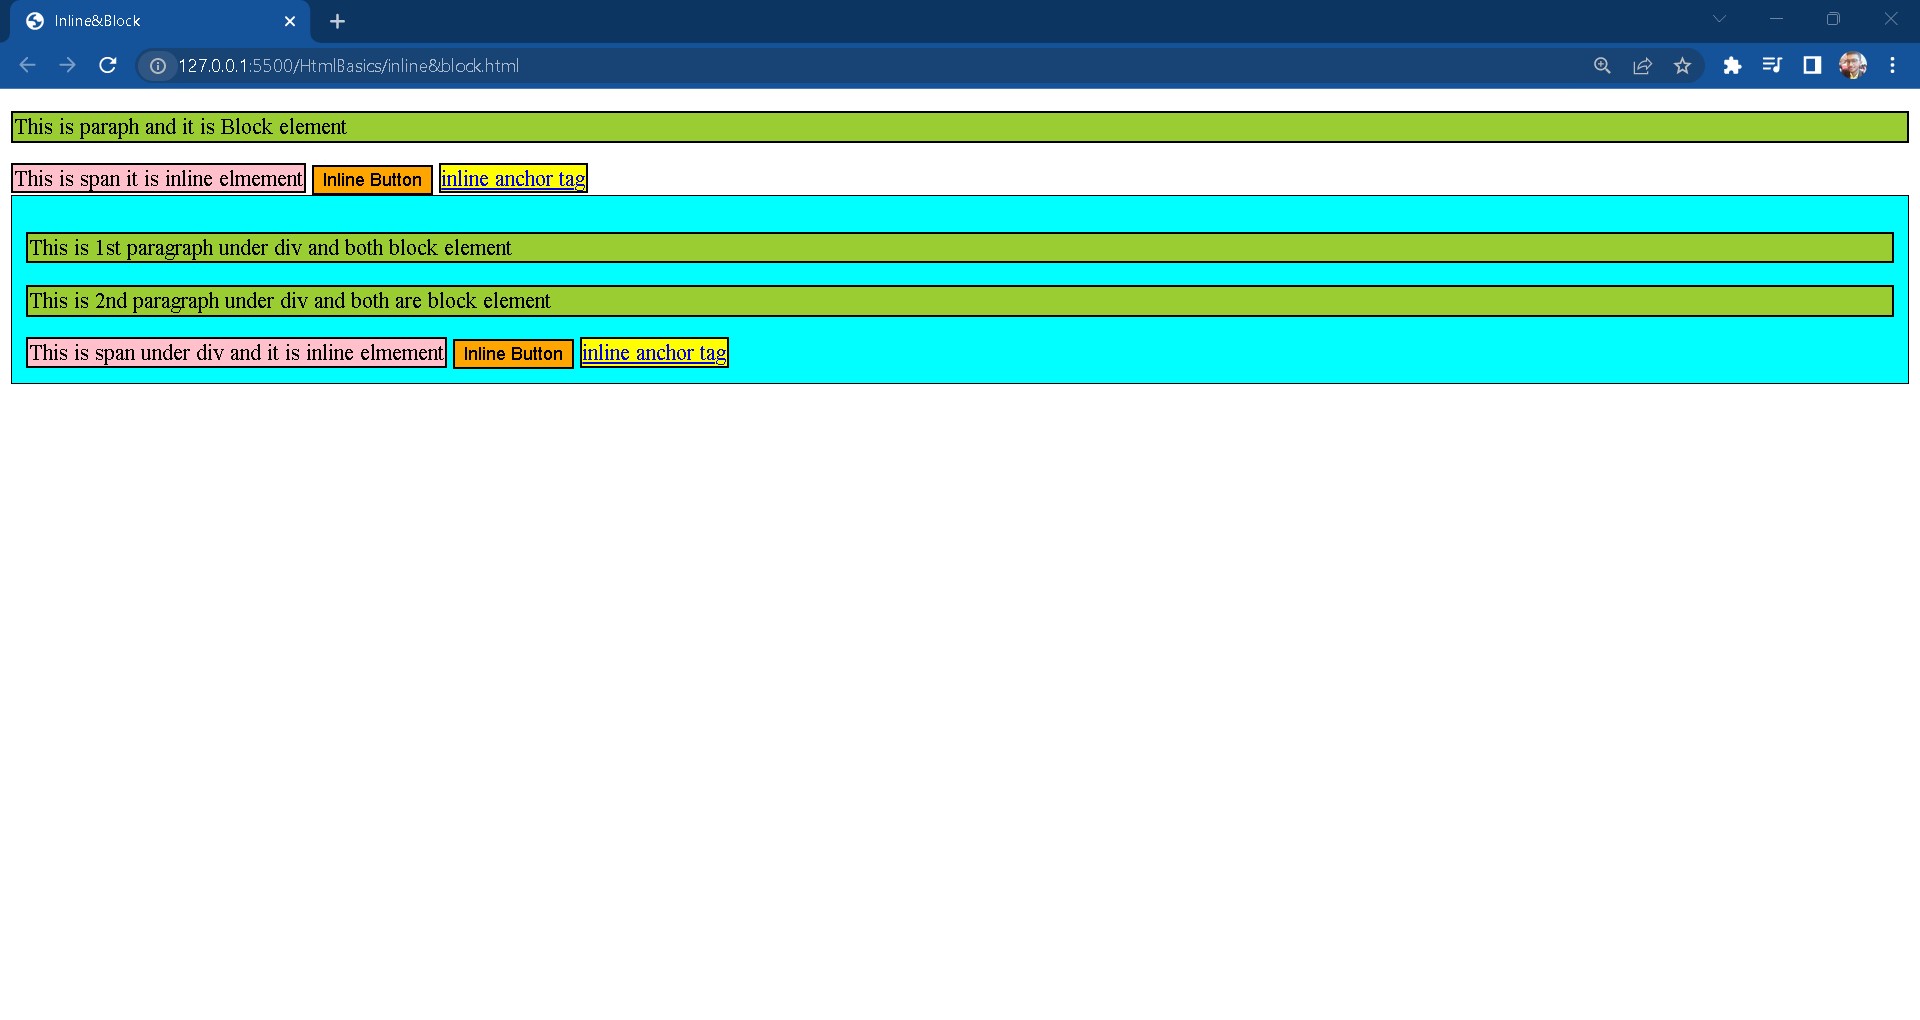 Inline&Block
127.0.0.1:5500/HtmlBasics/inline&block.html
This is paraph and it is Block element
This is span it is inline elmement Inline Button inline anchor tag
This is 1st paragraph under div and both block element
This is 2nd paragraph under div and both are block element
This is span under div and it is inline elmement Inline Button inline anchor tag